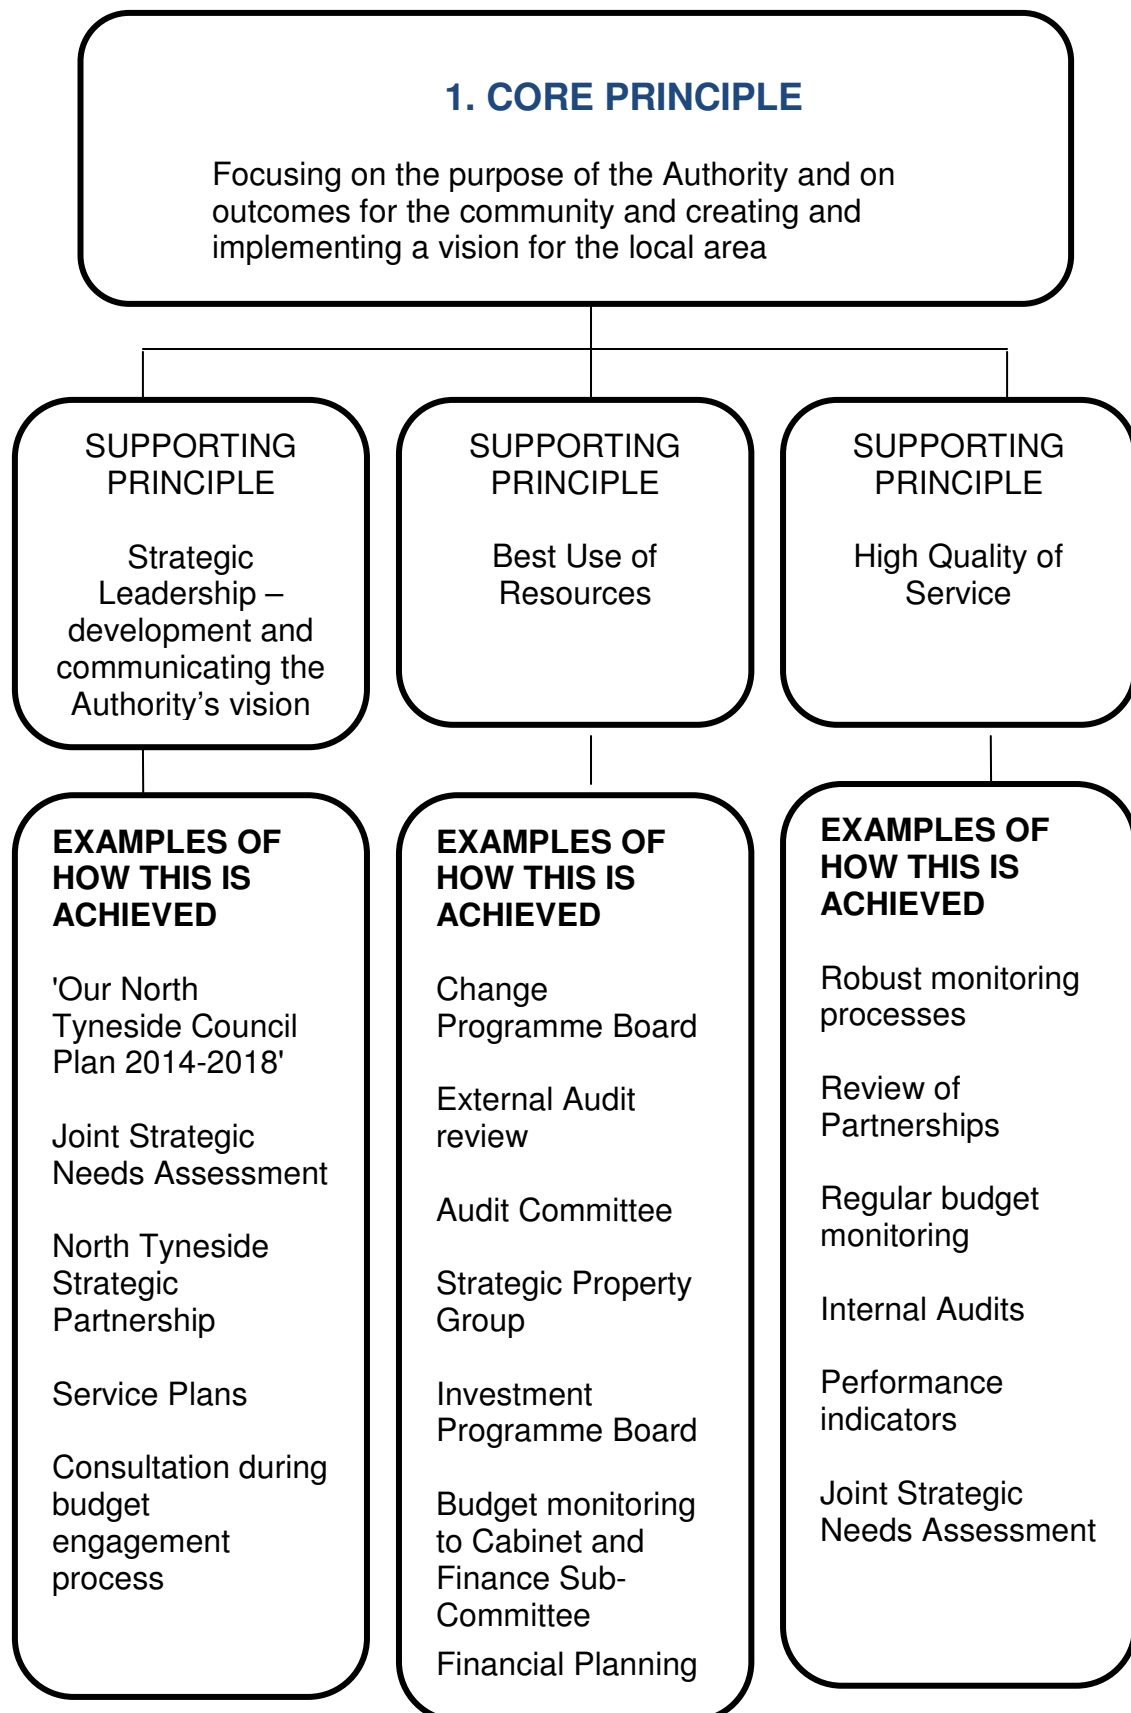 1. CORE PRINCIPLE
Focusing on the purpose of the Authority and on
outcomes for the community and creating and
implementing a vision for the local area
SUPPORTING
PRINCIPLE
Strategic
Leadership –
development and
communicating the
Authority's vision
SUPPORTING
PRINCIPLE
Best Use of
Resources
SUPPORTING
PRINCIPLE
High Quality of
Service
EXAMPLES OF
HOW THIS IS
ACHIEVED
'Our North
Tyneside Council
Plan 2014-2018'
Joint Strategic
Needs Assessment
North Tyneside
Strategic
Partnership
Service Plans
Consultation during
budget
engagement
process
EXAMPLES OF
HOW THIS IS
ACHIEVED
Change
Programme Board
External Audit
review
Audit Committee
Strategic Property
Group
Investment
Programme Board
Budget monitoring
to Cabinet and
Finance Sub-
Committee
Financial Planning
EXAMPLES OF
HOW THIS IS
ACHIEVED
Robust monitoring
processes
Review of
Partnerships
Regular budget
monitoring
Internal Audits
Performance
indicators
Joint Strategic
Needs Assessment